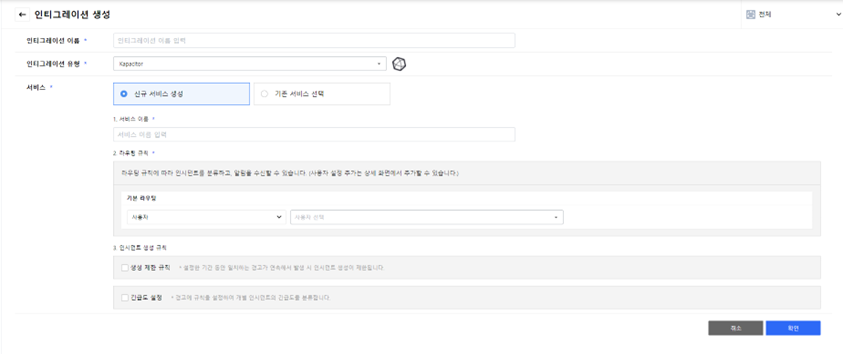 인티그레이션 생성
전체
인티그레이션 이름 *
인티그레이션 이름 입력
인티그레이션 유형 *
Kapacitor
서비스 *
신규 서비스 생성
기존 서비스 선택
1. 서비스 이름 *
서비스 이름 입력
2. 라우팅 규칙 *
라우팅 규칙에 따라 인시던트를 분류하고, 알림을 수신할 수 있습니다. (사용자 설정 추가는 상세 화면에서 추가할 수 있습니다.)
기본 라우팅
사용자
사용자 선택
3. 인시던트 생성 규칙
생성 제한 규칙
* 설정한 기간 동안 일치하는 경고가 연속해서 발생 시 인시던트 생성이 제한됩니다.
긴급도 설정
* 경고에 규칙을 설정하여 개별 인시던트의 긴급도를 분류합니다.
취소
확인